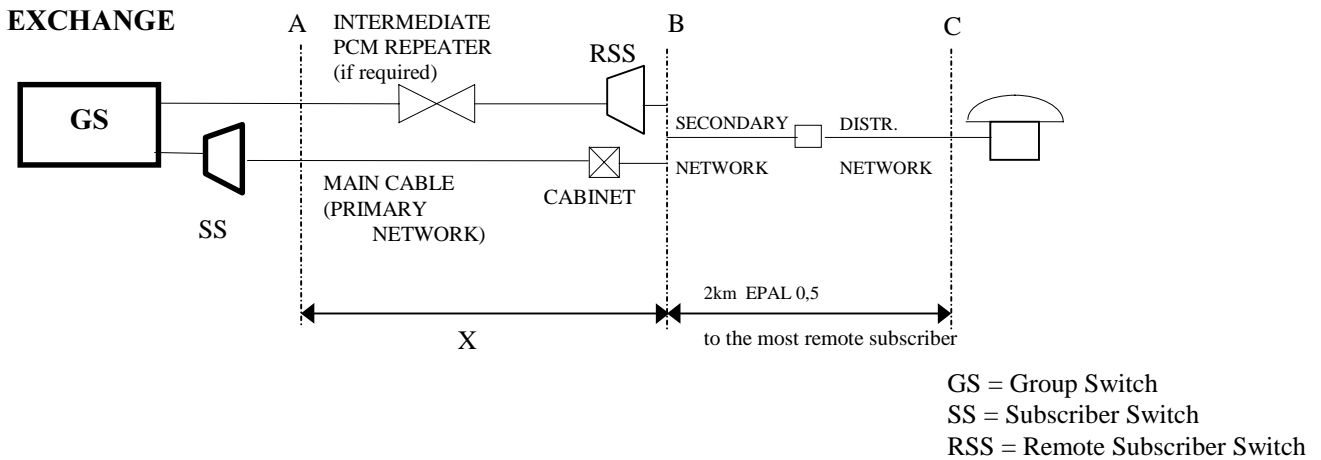 EXCHANGE
A
INTERMEDIATE
PCM REPEATER
(if required)
RSS
B
C
GS
SS
MAIN CABLE
(PRIMARY
NETWORK)
CABINET
SECONDARY
NETWORK
DISTR.
NETWORK
X
2km EPAL 0,5
to the most remote subscriber
GS = Group Switch
SS = Subscriber Switch
RSS = Remote Subscriber Switch